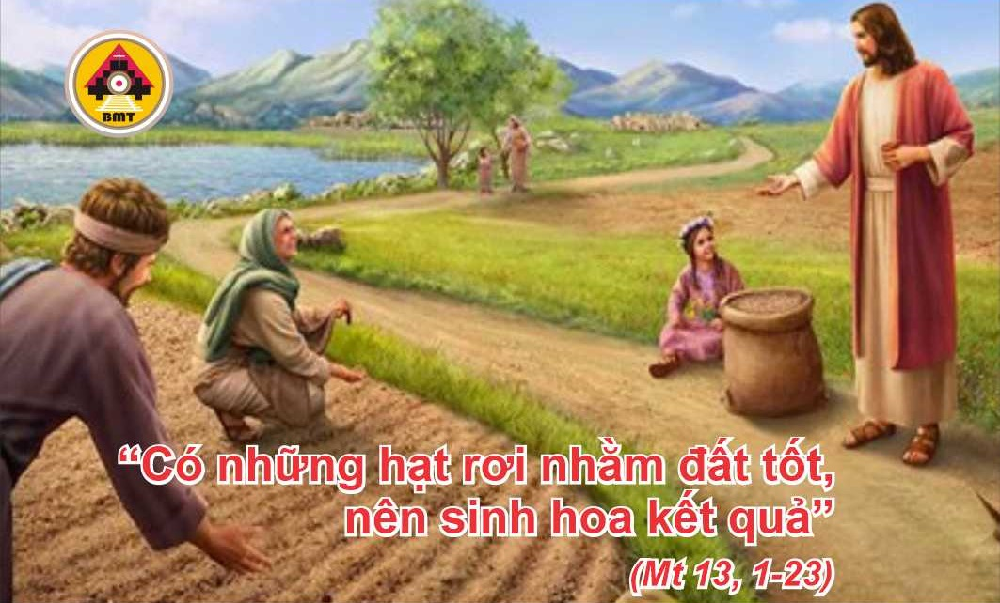 BMT
“Có những hạt rơi nhằm đất tốt,
nên sinh hoa kết quả”
(Mt 13, 1-23)